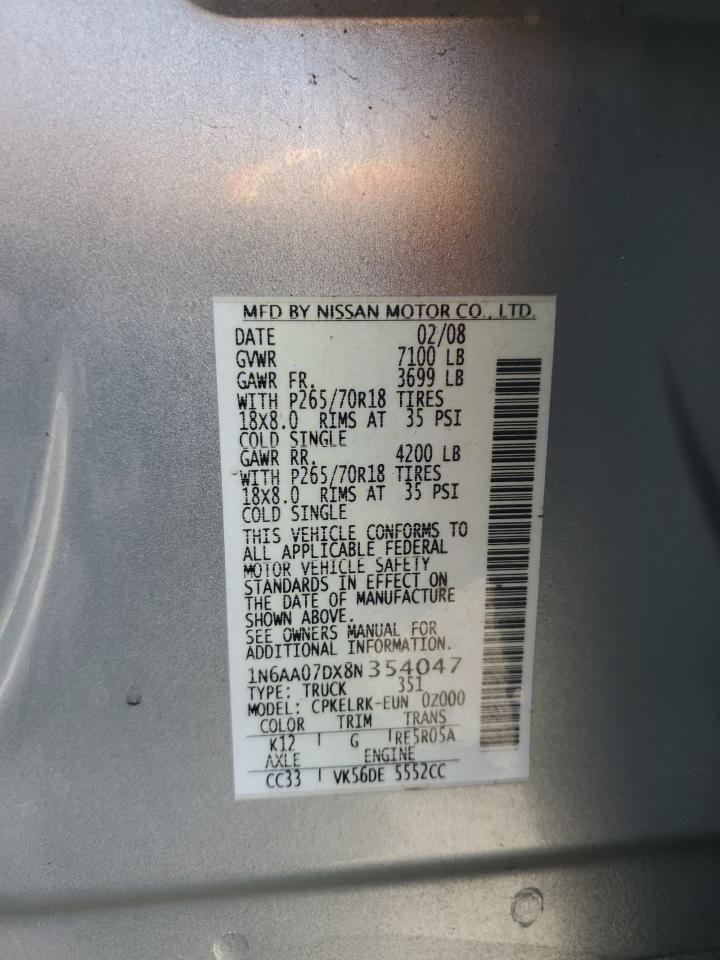 MFD BY NISSAN MOTOR CO., LTD.
DATE 02/08
GVWR 7100 LB
GAWR FR. 3699 LB
WITH P265/70R18 TIRES
18X8.0 RIMS AT 35 PSI
COLD SINGLE
GAWR RR. 4200 LB
WITH P265/70R18 TIRES
18X8.0 RIMS AT 35 PSI
COLD SINGLE
THIS VEHICLE CONFORMS TO
ALL APPLICABLE FEDERAL
MOTOR VEHICLE SAFETY
STANDARDS IN EFFECT ON
THE DATE OF MANUFACTURE
SHOWN ABOVE.
SEE OWNERS MANUAL FOR
ADDITIONAL INFORMATION.
1N6AA07DX8N354047
TYPE: TRUCK 351
MODEL: CPKELRK-EUN 0Z000
COLOR TRIM TRANS
K12 G RE5R05A
AXLE ENGINE
CC33 VK56DE 5552CC